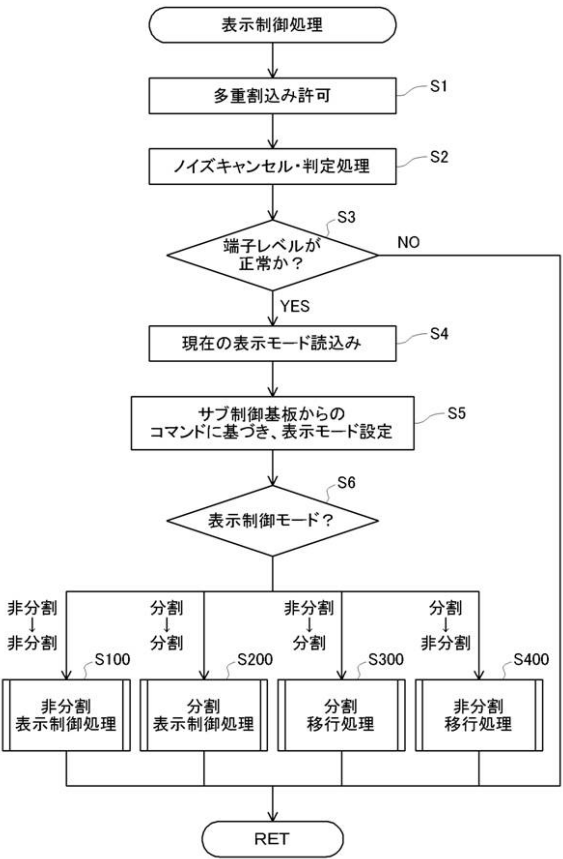 表示制御処理
多重割込み許可
S1
ノイズキャンセル・判定処理
S2
S3
端子レベルが
正常か?
NO
YES
現在の表示モード読込み
S4
サブ制御基板からの
コマンドに基づき、表示モード設定
S5
S6
表示制御モード?
非分割
↓
非分割
分割
↓
分割
非分割
↓
分割
分割
↓
非分割
S100
非分割
表示制御処理
S200
分割
表示制御処理
S300
分割
移行処理
S400
非分割
移行処理
RET